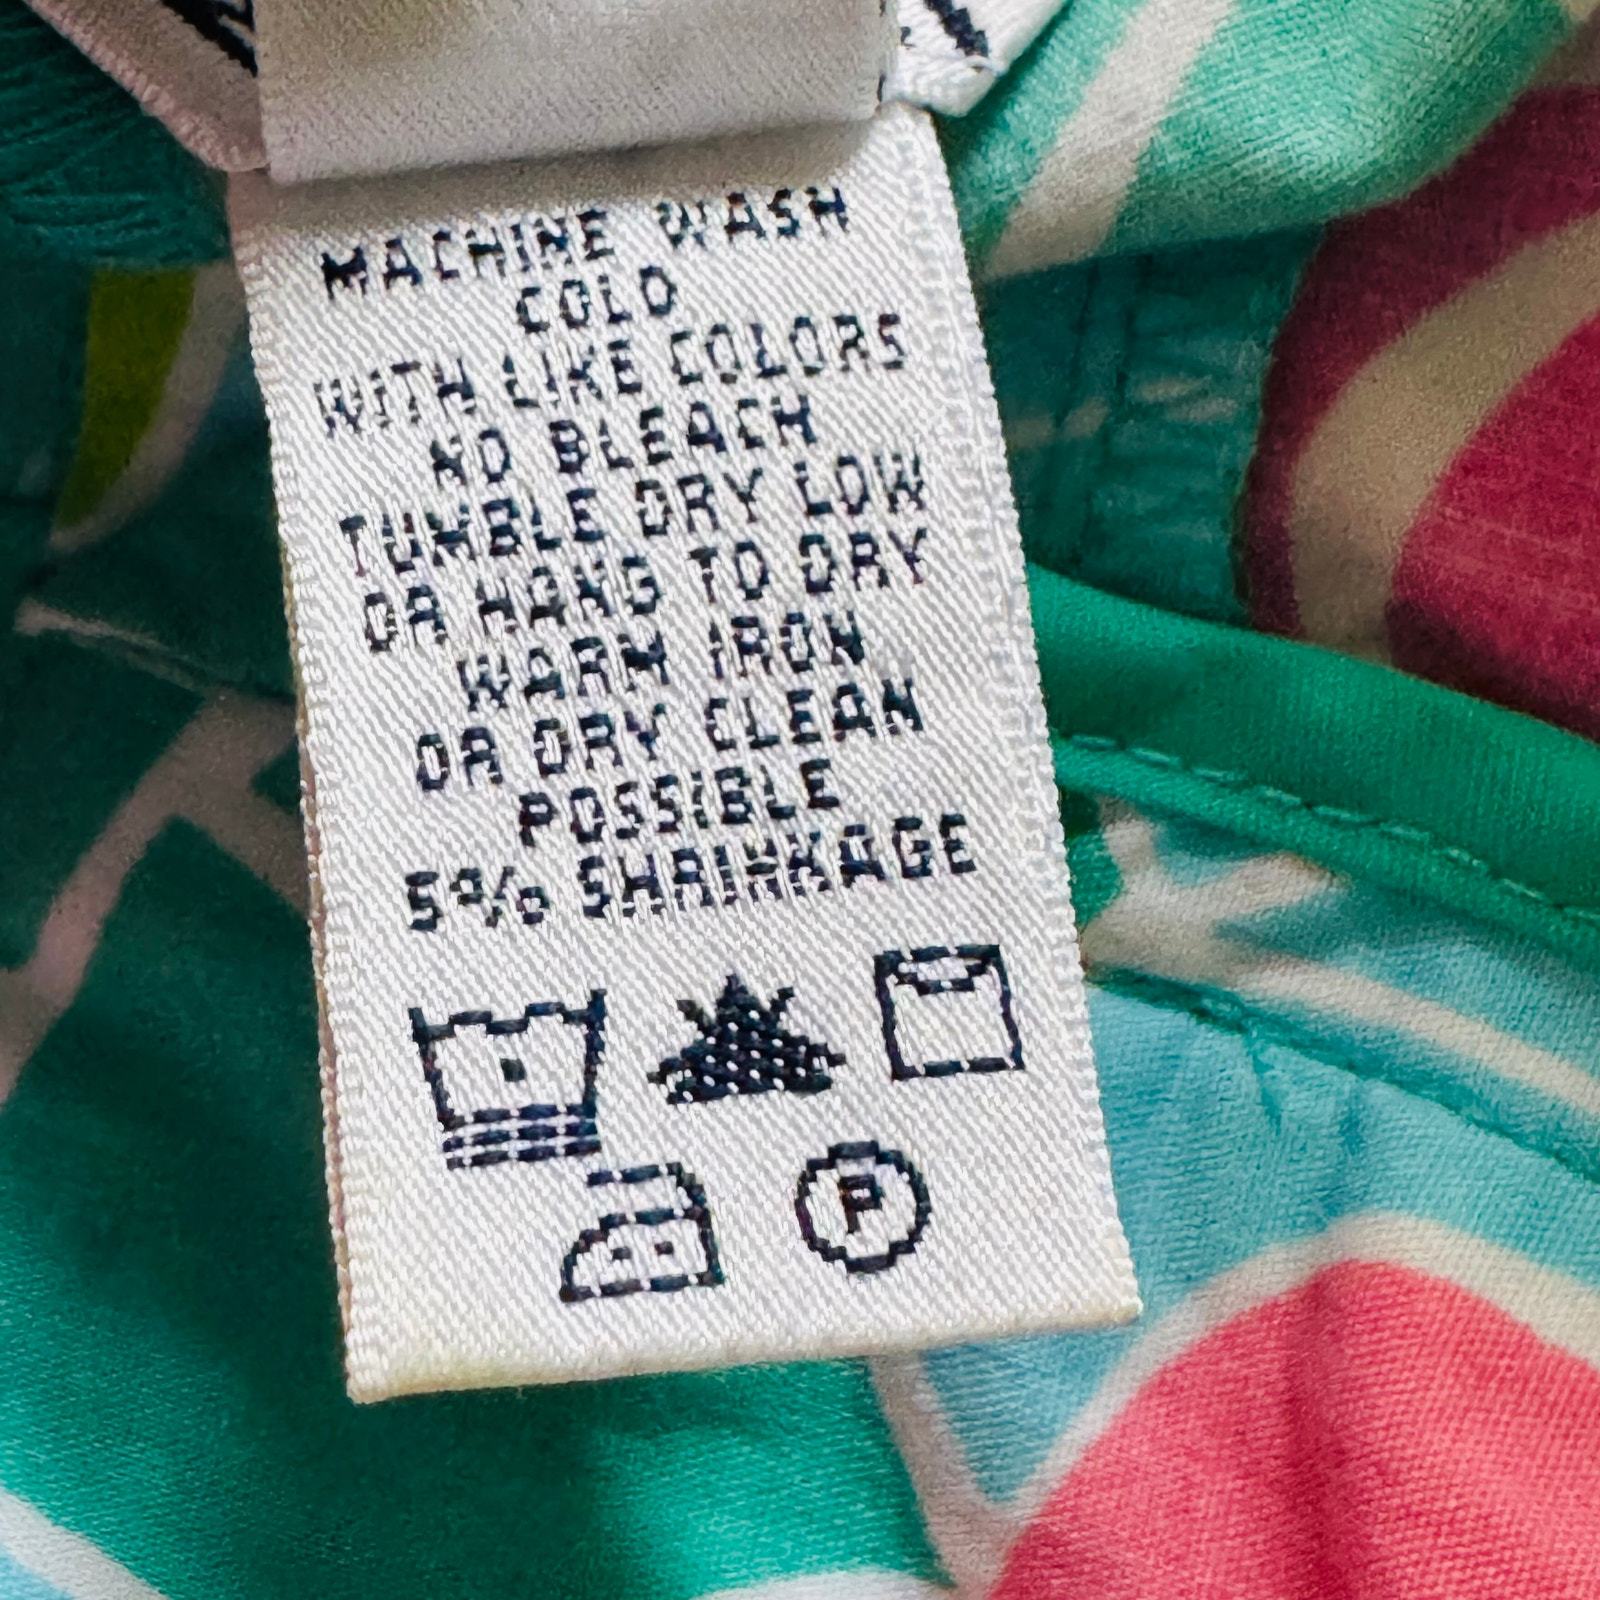 MACHINE WASH
COLD
WITH LIKE COLORS
NO BLEACH
TUMBLE DRY LOW
OR HANG TO DRY
WARM IRON
OR DRY CLEAN
POSSIBLE
5% SHRINKAGE
P